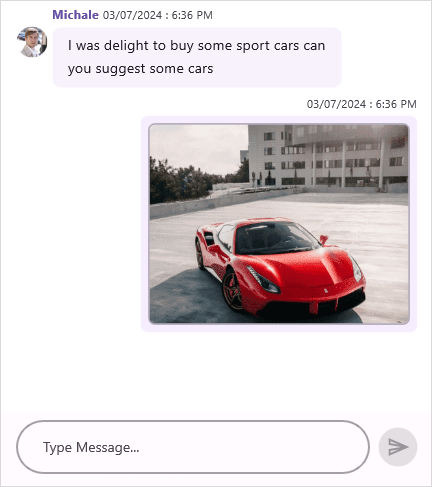 Michale 03/07/2024 : 6:36 PM
I was delight to buy some sport cars can
you suggest some cars
03/07/2024 : 6:36 PM
Type Message...